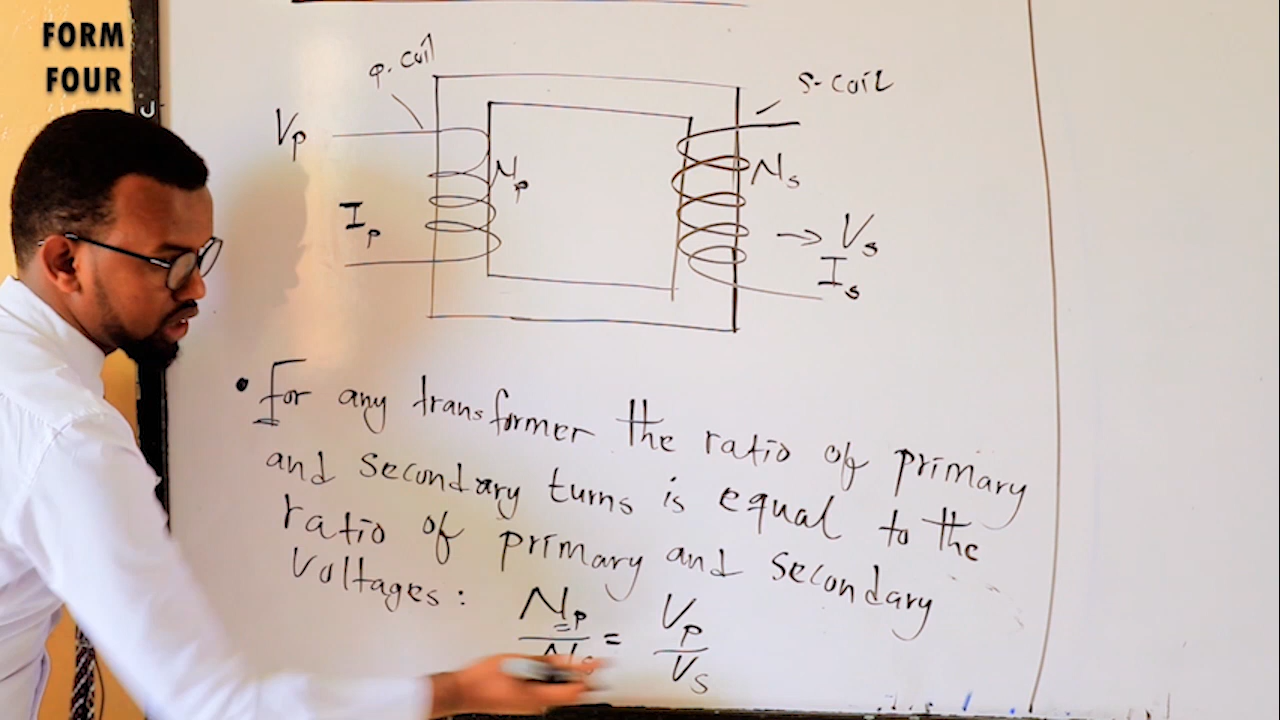 FORM
FOUR
p. coil
s-coil
Vp
Np
Ns
Ip
→ Vs
Is
• For any transformer the ratio of primary
and secondary turns is equal to the
ratio of primary and secondary
Voltages:
Np/Ns = Vp/Vs